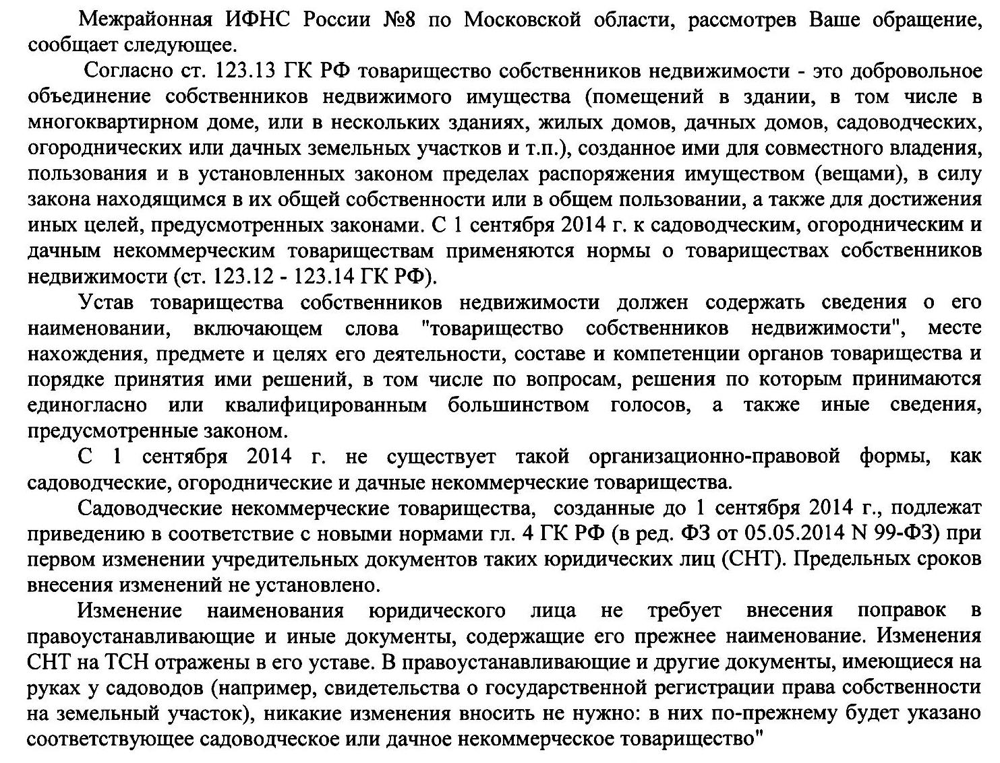 Межрайонная ИФНС России №8 по Московской области, рассмотрев Ваше обращение,
сообщает следующее.
Согласно ст. 123.13 ГК РФ товарищество собственников недвижимости - это добровольное
объединение собственников недвижимого имущества (помещений в здании, в том числе в
многоквартирном доме, или в нескольких зданиях, жилых домов, дачных домов, садоводческих,
огороднических или дачных земельных участков и т.п.), созданное ими для совместного владения,
пользования и в установленных законом пределах распоряжения имуществом (вещами), в силу
закона находящимся в их общей собственности или в общем пользовании, а также для достижения
иных целей, предусмотренных законами. С 1 сентября 2014 г. к садоводческим, огородническим и
дачным некоммерческим товариществам применяются нормы о товариществах собственников
недвижимости (ст. 123.12 - 123.14 ГК РФ).
Устав товарищества собственников недвижимости должен содержать сведения о его
наименовании, включающем слова "товарищество собственников недвижимости", месте
нахождения, предмете и целях его деятельности, составе и компетенции органов товарищества и
порядке принятия ими решений, в том числе по вопросам, решения по которым принимаются
единогласно или квалифицированным большинством голосов, а также иные сведения,
предусмотренные законом.
С 1 сентября 2014 г. не существует такой организационно-правовой формы, как
садоводческие, огороднические и дачные некоммерческие товарищества.
Садоводческие некоммерческие товарищества, созданные до 1 сентября 2014 г., подлежат
приведению в соответствие с новыми нормами гл. 4 ГК РФ (в ред. ФЗ от 05.05.2014 N 99-ФЗ) при
первом изменении учредительных документов таких юридических лиц (СНТ). Предельных сроков
внесения изменений не установлено.
Изменение наименования юридического лица не требует внесения поправок в
правоустанавливающие и иные документы, содержащие его прежнее наименование. Изменения
СНТ на ТСН отражены в его уставе. В правоустанавливающие и другие документы, имеющиеся на
руках у садоводов (например, свидетельства о государственной регистрации права собственности
на земельный участок), никакие изменения вносить не нужно: в них по-прежнему будет указано
соответствующее садоводческое или дачное некоммерческое товарищество"